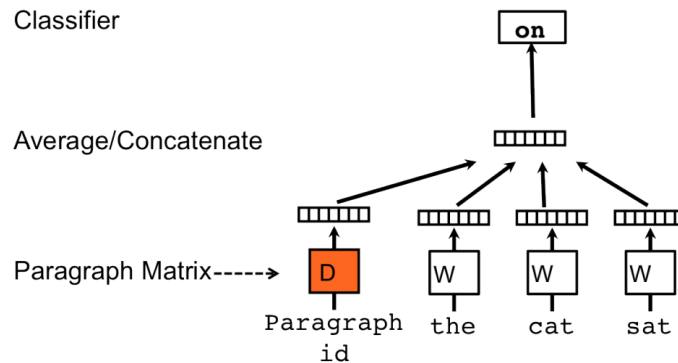 Classifier
on
Average/Concatenate
Paragraph Matrix
D
W
W
W
Paragraph
id
the
cat
sat